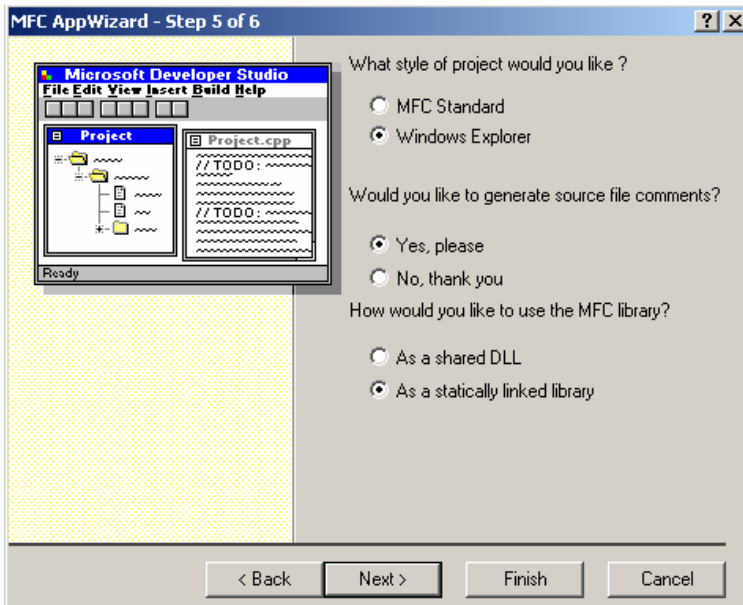 MFC AppWizard - Step 5 of 6
? X
Microsoft Developer Studio
File Edit View Insert Build Help
Project
Project.cpp
//TODO:
//TODO:
Ready
What style of project would you like ?
MFC Standard
Windows Explorer
Would you like to generate source file comments?
Yes, please
No, thank you
How would you like to use the MFC library?
As a shared DLL
As a statically linked library
< Back
Next >
Finish
Cancel